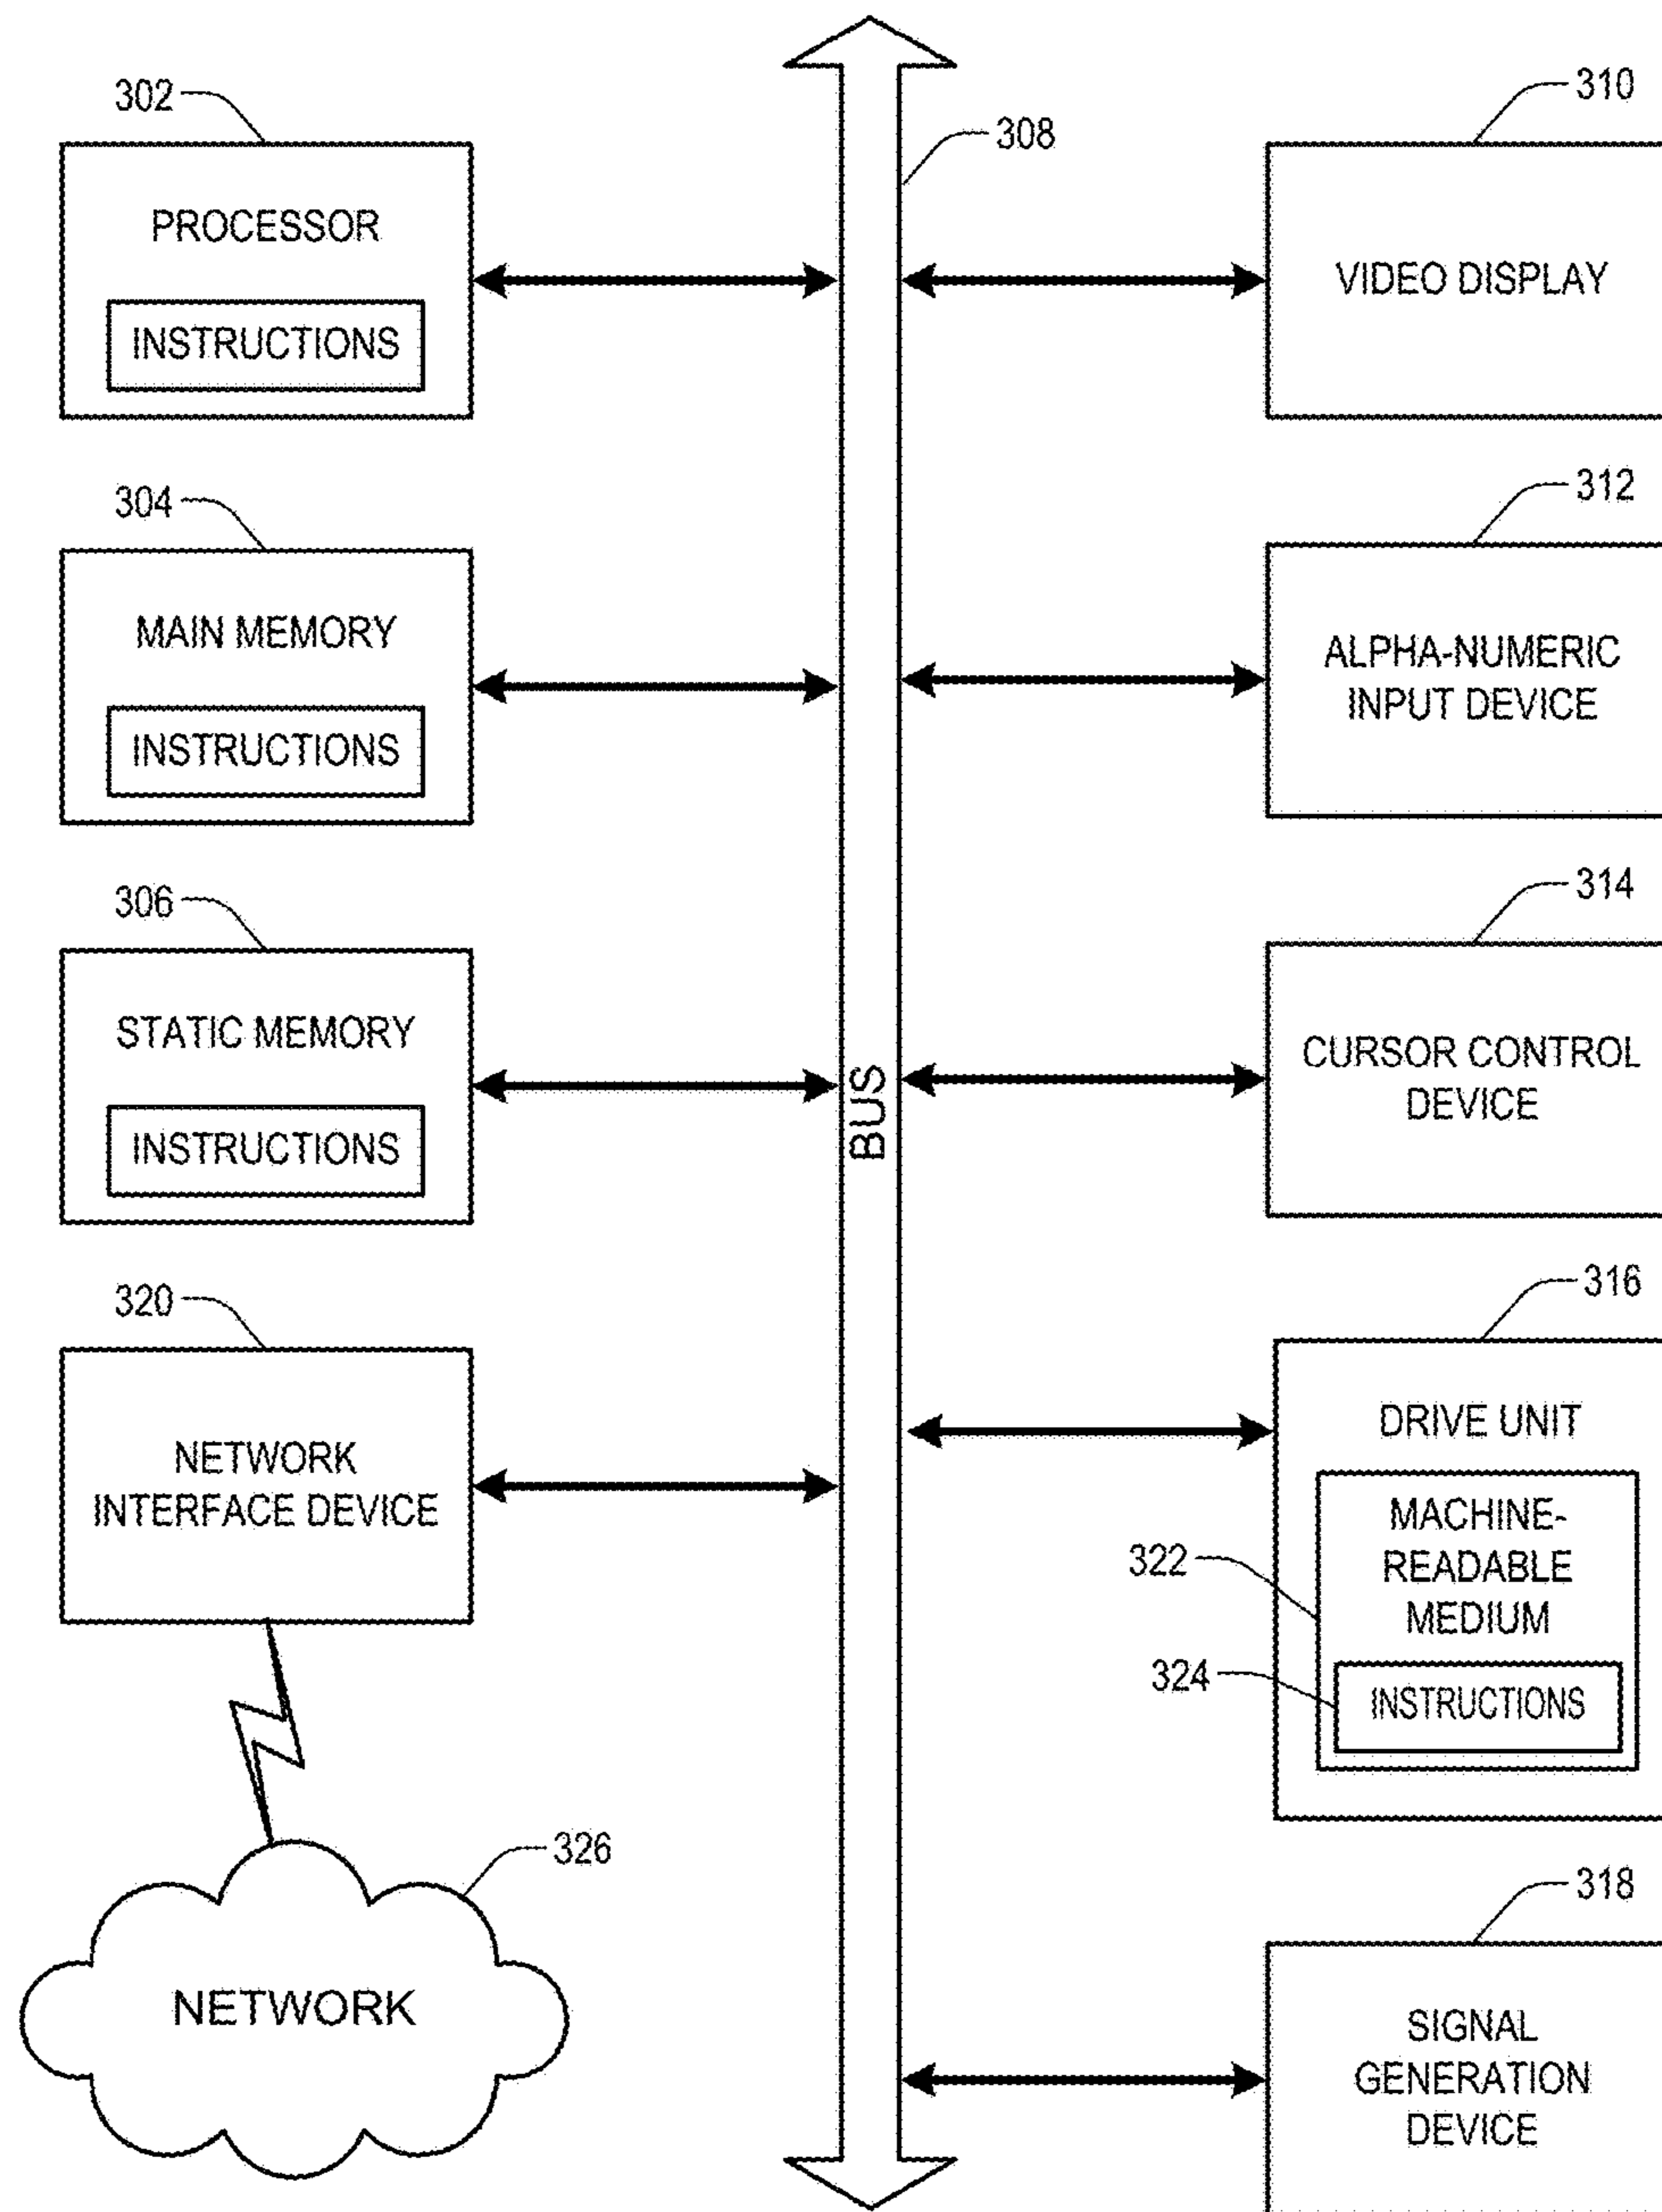 302
PROCESSOR
INSTRUCTIONS
304
MAIN MEMORY
INSTRUCTIONS
306
STATIC MEMORY
INSTRUCTIONS
320
NETWORK
INTERFACE DEVICE
326
NETWORK
308
BUS
310
VIDEO DISPLAY
312
ALPHA-NUMERIC
INPUT DEVICE
314
CURSOR CONTROL
DEVICE
316
DRIVE UNIT
322
MACHINE-
READABLE
MEDIUM
324
INSTRUCTIONS
318
SIGNAL
GENERATION
DEVICE